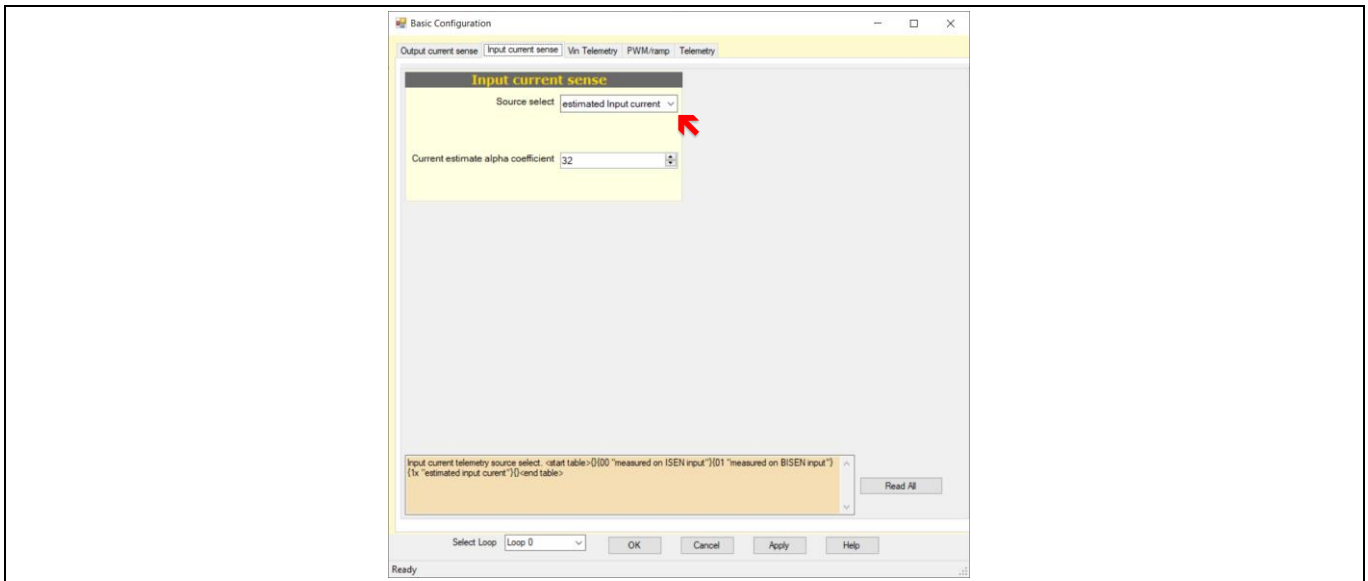 Basic Configuration
Output current sense Input current sense Vin Telemetry PWM/ramp Telemetry
Input current sense
Source select estimated Input current
Current estimate alpha coefficient 32
Input current telemetry source select. <start table>{}{00 "measured on ISEN input"}{01 "measured on BISEN input"}
{1x "estimated input curent"}{}<end table>
Read All
Select Loop Loop 0 OK Cancel Apply Help
Ready